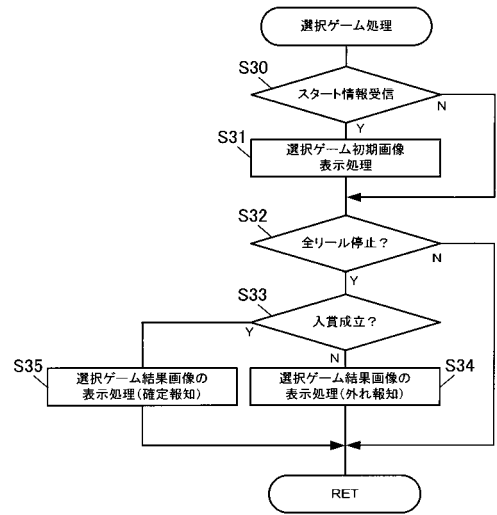 選択ゲーム処理
S30
スタート情報受信
N
Y
S31
選択ゲーム初期画像
表示処理
S32
全リール停止?
N
Y
S33
入賞成立?
Y
N
S35
選択ゲーム結果画像の
表示処理(確定報知)
S34
選択ゲーム結果画像の
表示処理(外れ報知)
RET